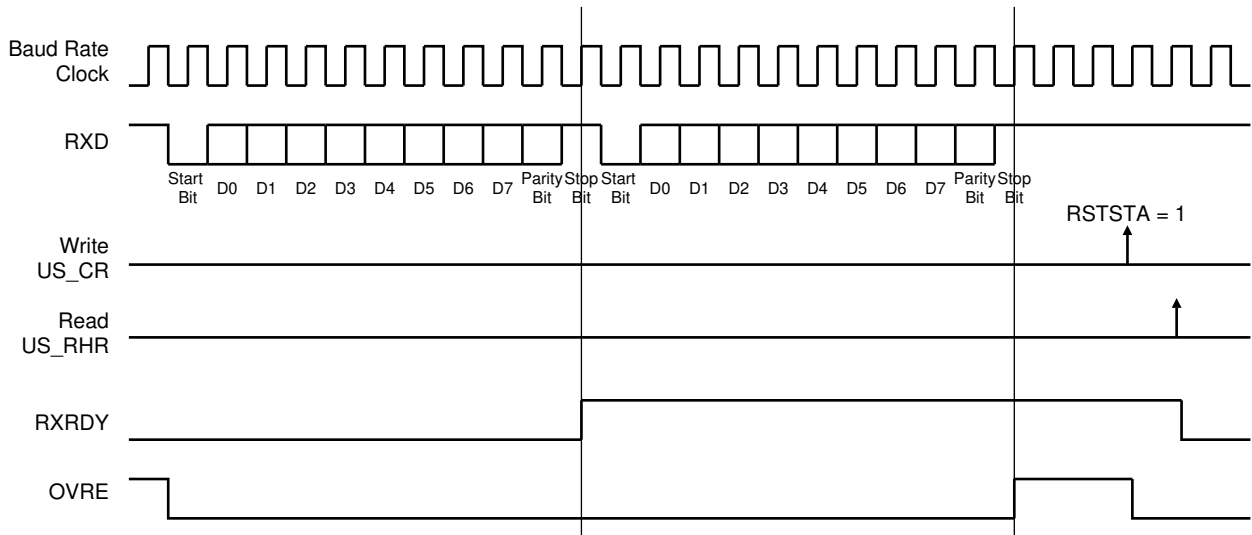 Baud Rate
Clock
RXD
Start
Bit
D0
D1
D2
D3
D4
D5
D6
D7
Parity
Bit
Stop
Bit
Start
Bit
D0
D1
D2
D3
D4
D5
D6
D7
Parity
Bit
Stop
Bit
RSTSTA = 1
Write
US_CR
Read
US_RHR
RXRDY
OVRE